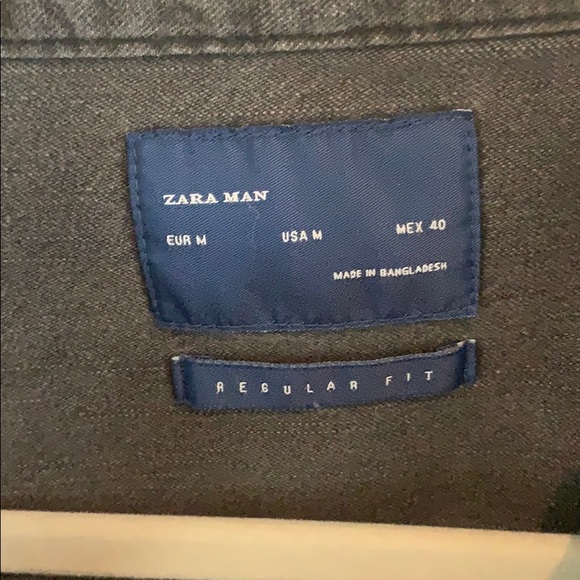 ZARA MAN
EUR M USA M MEX 40
MADE IN BANGLADESH
REGULAR FIT